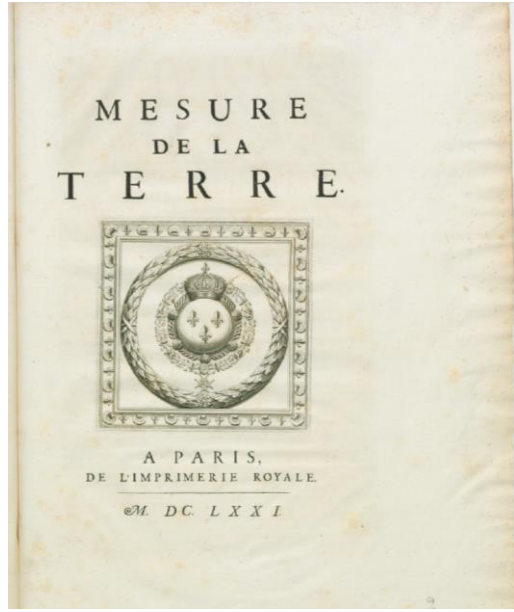 MESURE
DE LA
TERRE.
A PARIS,
DE L'IMPRIMERIE ROYALE.
M. DC. LXXI.